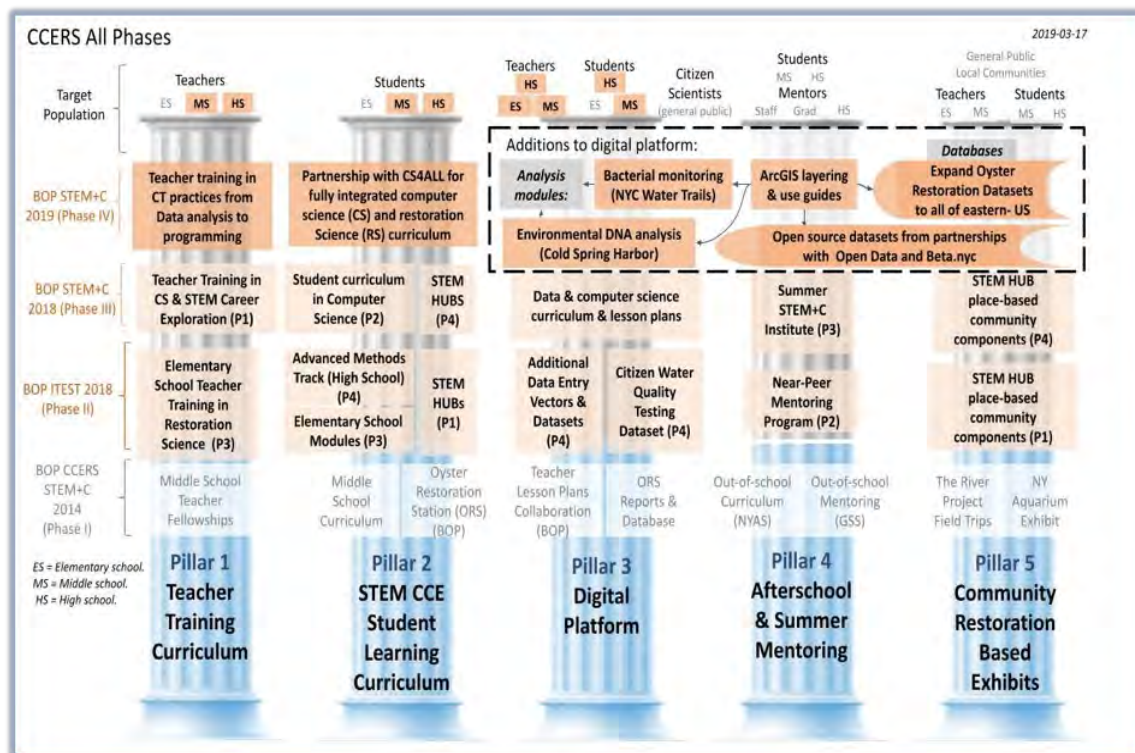 CCERS All Phases
2019-03-17
Target
Population
Teachers
ES MS HS
Students
ES MS HS
Teachers
HS
ES MS
Students
HS
ES MS
Citizen
Scientists
(general public)
Students
MS HS
Mentors
Staff Grad HS
General Public
Local Communities
Teachers
ES MS
Students
MS HS
BOP STEM+C
2019 (Phase IV)
Teacher training in
CT practices from
Data analysis to
programming
Partnership with CS4ALL for
fully integrated computer
science (CS) and restoration
Science (RS) curriculum
Additions to digital platform:
Analysis
modules:
Bacterial monitoring
(NYC Water Trails)
ArcGIS layering
& use guides
Databases
Expand Oyster
Restoration Datasets
to all of eastern- US
Environmental DNA analysis
(Cold Spring Harbor)
Open source datasets from partnerships
with Open Data and Beta.nyc
BOP STEM+C
2018 (Phase III)
Teacher Training in
CS & STEM Career
Exploration (P1)
Student curriculum
in Computer
Science (P2)
STEM
HUBS
(P4)
Data & computer science
curriculum & lesson plans
Summer
STEM+C
Institute (P3)
STEM HUB
place-based
community
components (P4)
BOP ITEST 2018
(Phase II)
Elementary
School Teacher
Training in
Restoration
Science (P3)
Advanced Methods
Track (High School)
(P4)
Elementary School
Modules (P3)
STEM
HUBs
(P1)
Additional
Data Entry
Vectors &
Datasets
(P4)
Citizen Water
Quality
Testing
Dataset (P4)
Near-Peer
Mentoring
Program (P2)
STEM HUB
place-based
community
components (P1)
BOP CCERS
STEM+C
2014
(Phase I)
Middle School
Teacher
Fellowships
Middle
School
Curriculum
Oyster
Restoration
Station (ORS)
(BOP)
Teacher
Lesson Plans
Collaboration
(BOP)
ORS
Reports &
Database
Out-of-school
Curriculum
(NYAS)
Out-of-school
Mentoring
(GSS)
The River
Project
Field Trips
NY
Aquarium
Exhibit
ES = Elementary school.
MS = Middle school.
HS = High school.
Pillar 1
Teacher
Training
Curriculum
Pillar 2
STEM CCE
Student
Learning
Curriculum
Pillar 3
Digital
Platform
Pillar 4
Afterschool
& Summer
Mentoring
Pillar 5
Community
Restoration
Based
Exhibits